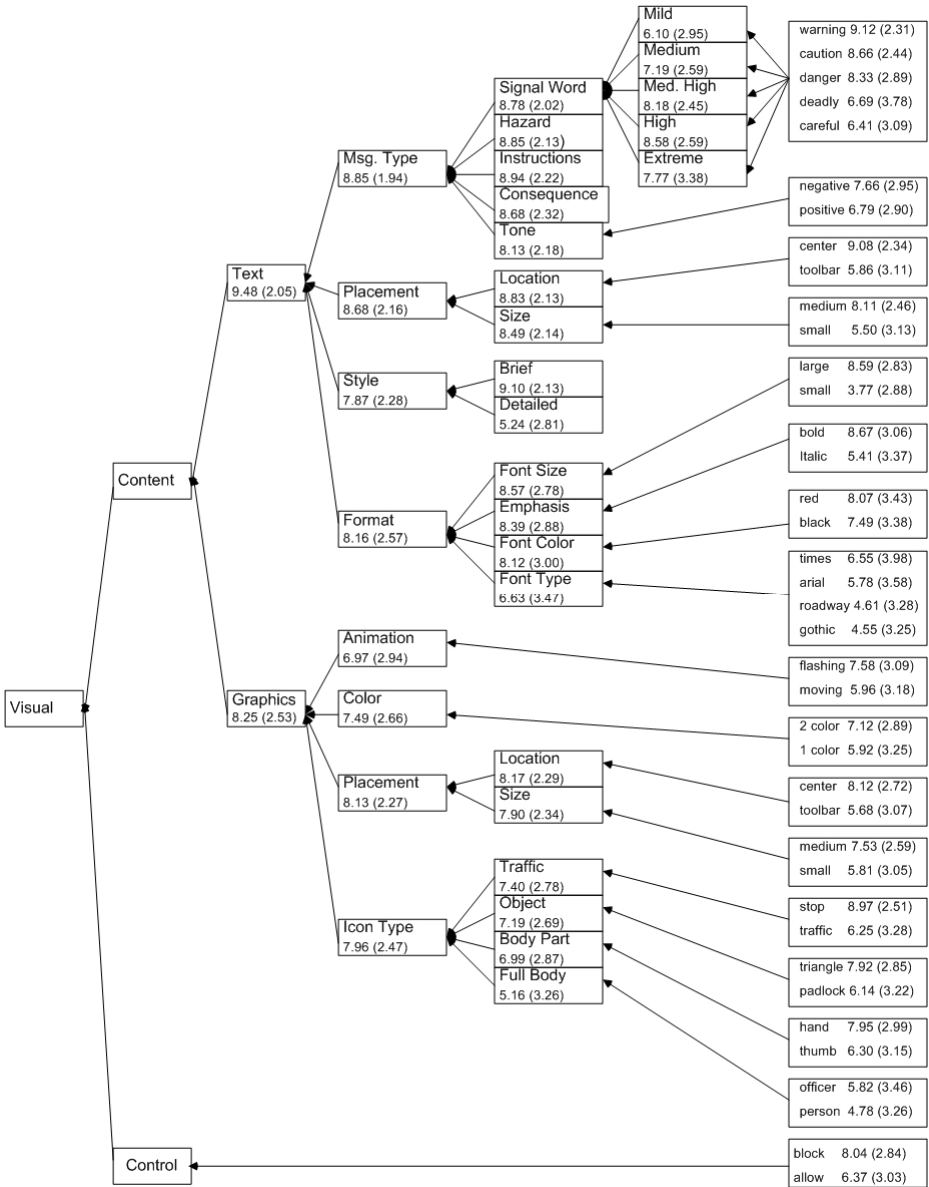 Visual
Content
Control
Text
9.48 (2.05)
Graphics
8.25 (2.53)
Msg. Type
8.85 (1.94)
Placement
8.68 (2.16)
Style
7.87 (2.28)
Format
8.16 (2.57)
Animation
6.97 (2.94)
Color
7.49 (2.66)
Placement
8.13 (2.27)
Icon Type
7.96 (2.47)
Signal Word
8.78 (2.02)
Hazard
8.85 (2.13)
Instructions
8.94 (2.22)
Consequence
8.68 (2.32)
Tone
8.13 (2.18)
Location
8.83 (2.13)
Size
8.49 (2.14)
Brief
9.10 (2.13)
Detailed
5.24 (2.81)
Font Size
8.57 (2.78)
Emphasis
8.39 (2.88)
Font Color
8.12 (3.00)
Font Type
6.63 (3.47)
Location
8.17 (2.29)
Size
7.90 (2.34)
Traffic
7.40 (2.78)
Object
7.19 (2.69)
Body Part
6.99 (2.87)
Full Body
5.16 (3.26)
Mild
6.10 (2.95)
Medium
7.19 (2.59)
Med. High
8.18 (2.45)
High
8.58 (2.59)
Extreme
7.77 (3.38)
warning 9.12 (2.31)
caution 8.66 (2.44)
danger 8.33 (2.89)
deadly 6.69 (3.78)
careful 6.41 (3.09)
negative 7.66 (2.95)
positive 6.79 (2.90)
center 9.08 (2.34)
toolbar 5.86 (3.11)
medium 8.11 (2.46)
small 5.50 (3.13)
large 8.59 (2.83)
small 3.77 (2.88)
bold 8.67 (3.06)
Italic 5.41 (3.37)
red 8.07 (3.43)
black 7.49 (3.38)
times 6.55 (3.98)
arial 5.78 (3.58)
roadway 4.61 (3.28)
gothic 4.55 (3.25)
flashing 7.58 (3.09)
moving 5.96 (3.18)
2 color 7.12 (2.89)
1 color 5.92 (3.25)
center 8.12 (2.72)
toolbar 5.68 (3.07)
medium 7.53 (2.59)
small 5.81 (3.05)
stop 8.97 (2.51)
traffic 6.25 (3.28)
triangle 7.92 (2.85)
padlock 6.14 (3.22)
hand 7.95 (2.99)
thumb 6.30 (3.15)
officer 5.82 (3.46)
person 4.78 (3.26)
block 8.04 (2.84)
allow 6.37 (3.03)